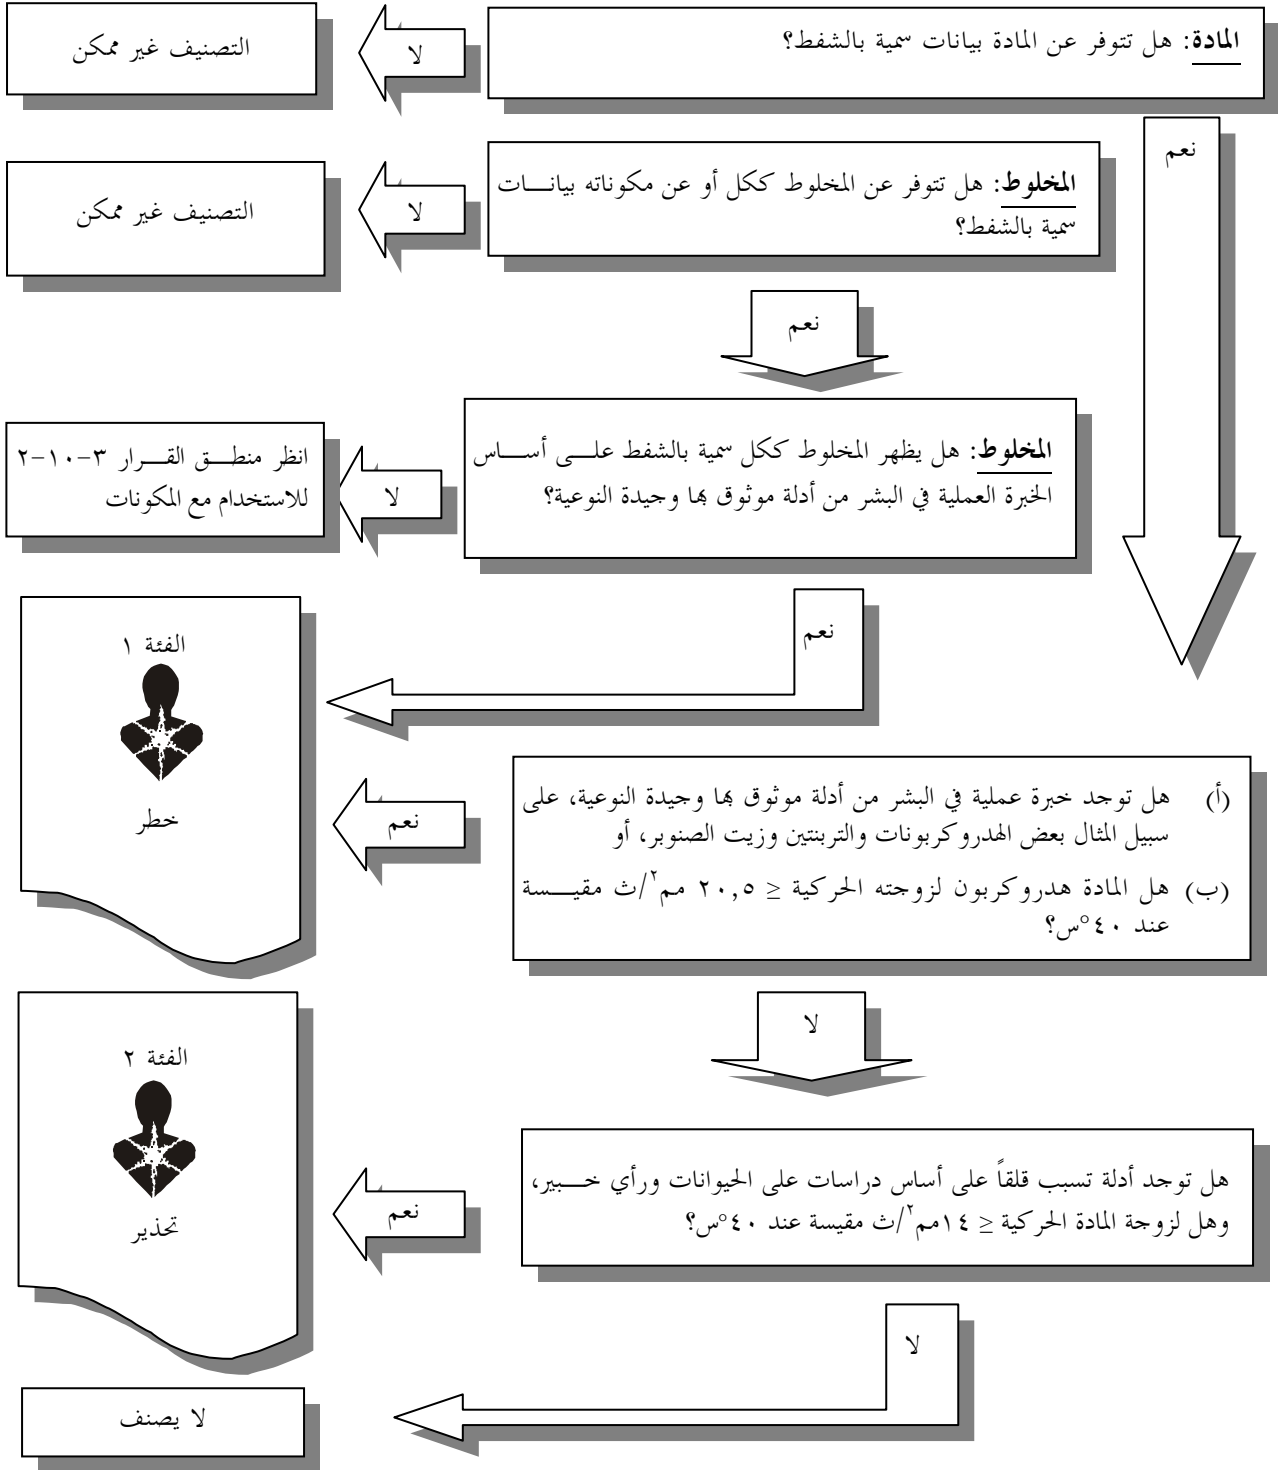 المادة: هل تتوفر عن المادة بيانات سمية بالشفط؟
لا
التصنيف غير ممكن
نعم
المخلوط: هل تتوفر عن المخلوط ككل أو عن مكوناته بيانات
سمية بالشفط؟
لا
التصنيف غير ممكن
نعم
المخلوط: هل يظهر المخلوط ككل سمية بالشفط على أساس
الخبرة العملية في البشر من أدلة موثوق بها وجيدة النوعية؟
لا
انظر منطق القرار ٣-١٠-٢
للاستخدام مع المكونات
نعم
الفئة ١
خطر
(أ) هل توجد خبرة عملية في البشر من أدلة موثوق بها وجيدة النوعية، على
سبيل المثال بعض الهدروكربونات والتربنتين وزيت الصنوبر، أو
(ب) هل المادة هدروكربون لزوجته الحركية ≥ ٢٠,٥ مم٢/ث مقيسة
عند ٤٠°س؟
نعم
لا
الفئة ٢
تحذير
هل توجد أدلة تسبب قلقاً على أساس دراسات على الحيوانات ورأي خبير،
وهل لزوجة المادة الحركية ≥ ١٤مم٢/ث مقيسة عند ٤٠°س؟
نعم
لا
لا يصنف